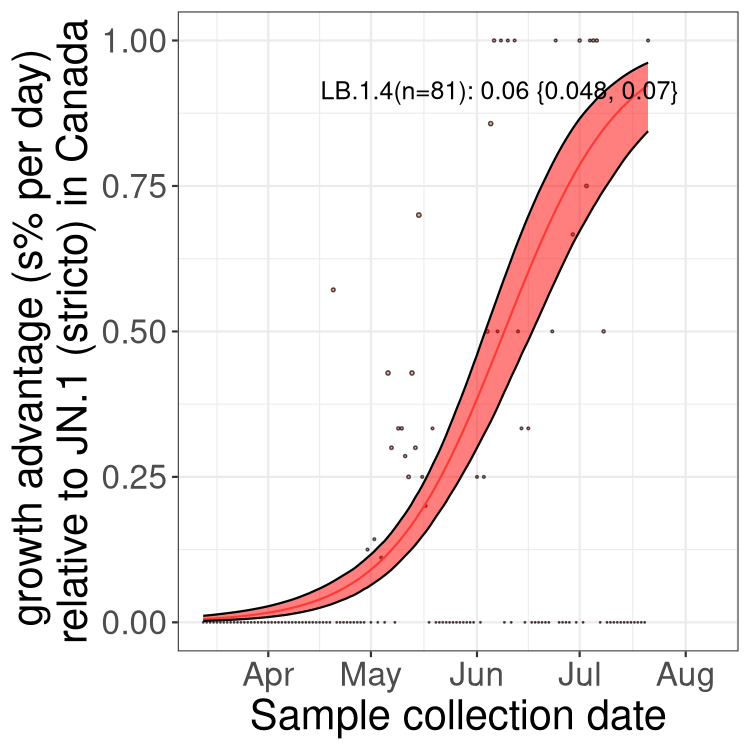 growth advantage (s% per day)
relative to JN.1 (stricto) in Canada
1.00
0.75
0.50
0.25
0.00
LB.1.4(n=81): 0.06 {0.048, 0.07}
Apr May Jun Jul Aug
Sample collection date